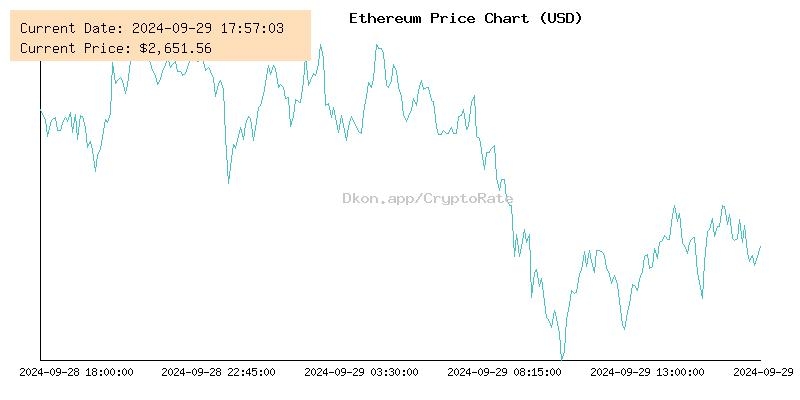 Ethereum Price Chart (USD)
Current Date: 2024-09-29 17:57:03
Current Price: $2,651.56
Dkon.app/CryptoRate
2024-09-28 18:00:00 2024-09-28 22:45:00 2024-09-29 03:30:00 2024-09-29 08:15:00 2024-09-29 13:00:00 2024-09-29